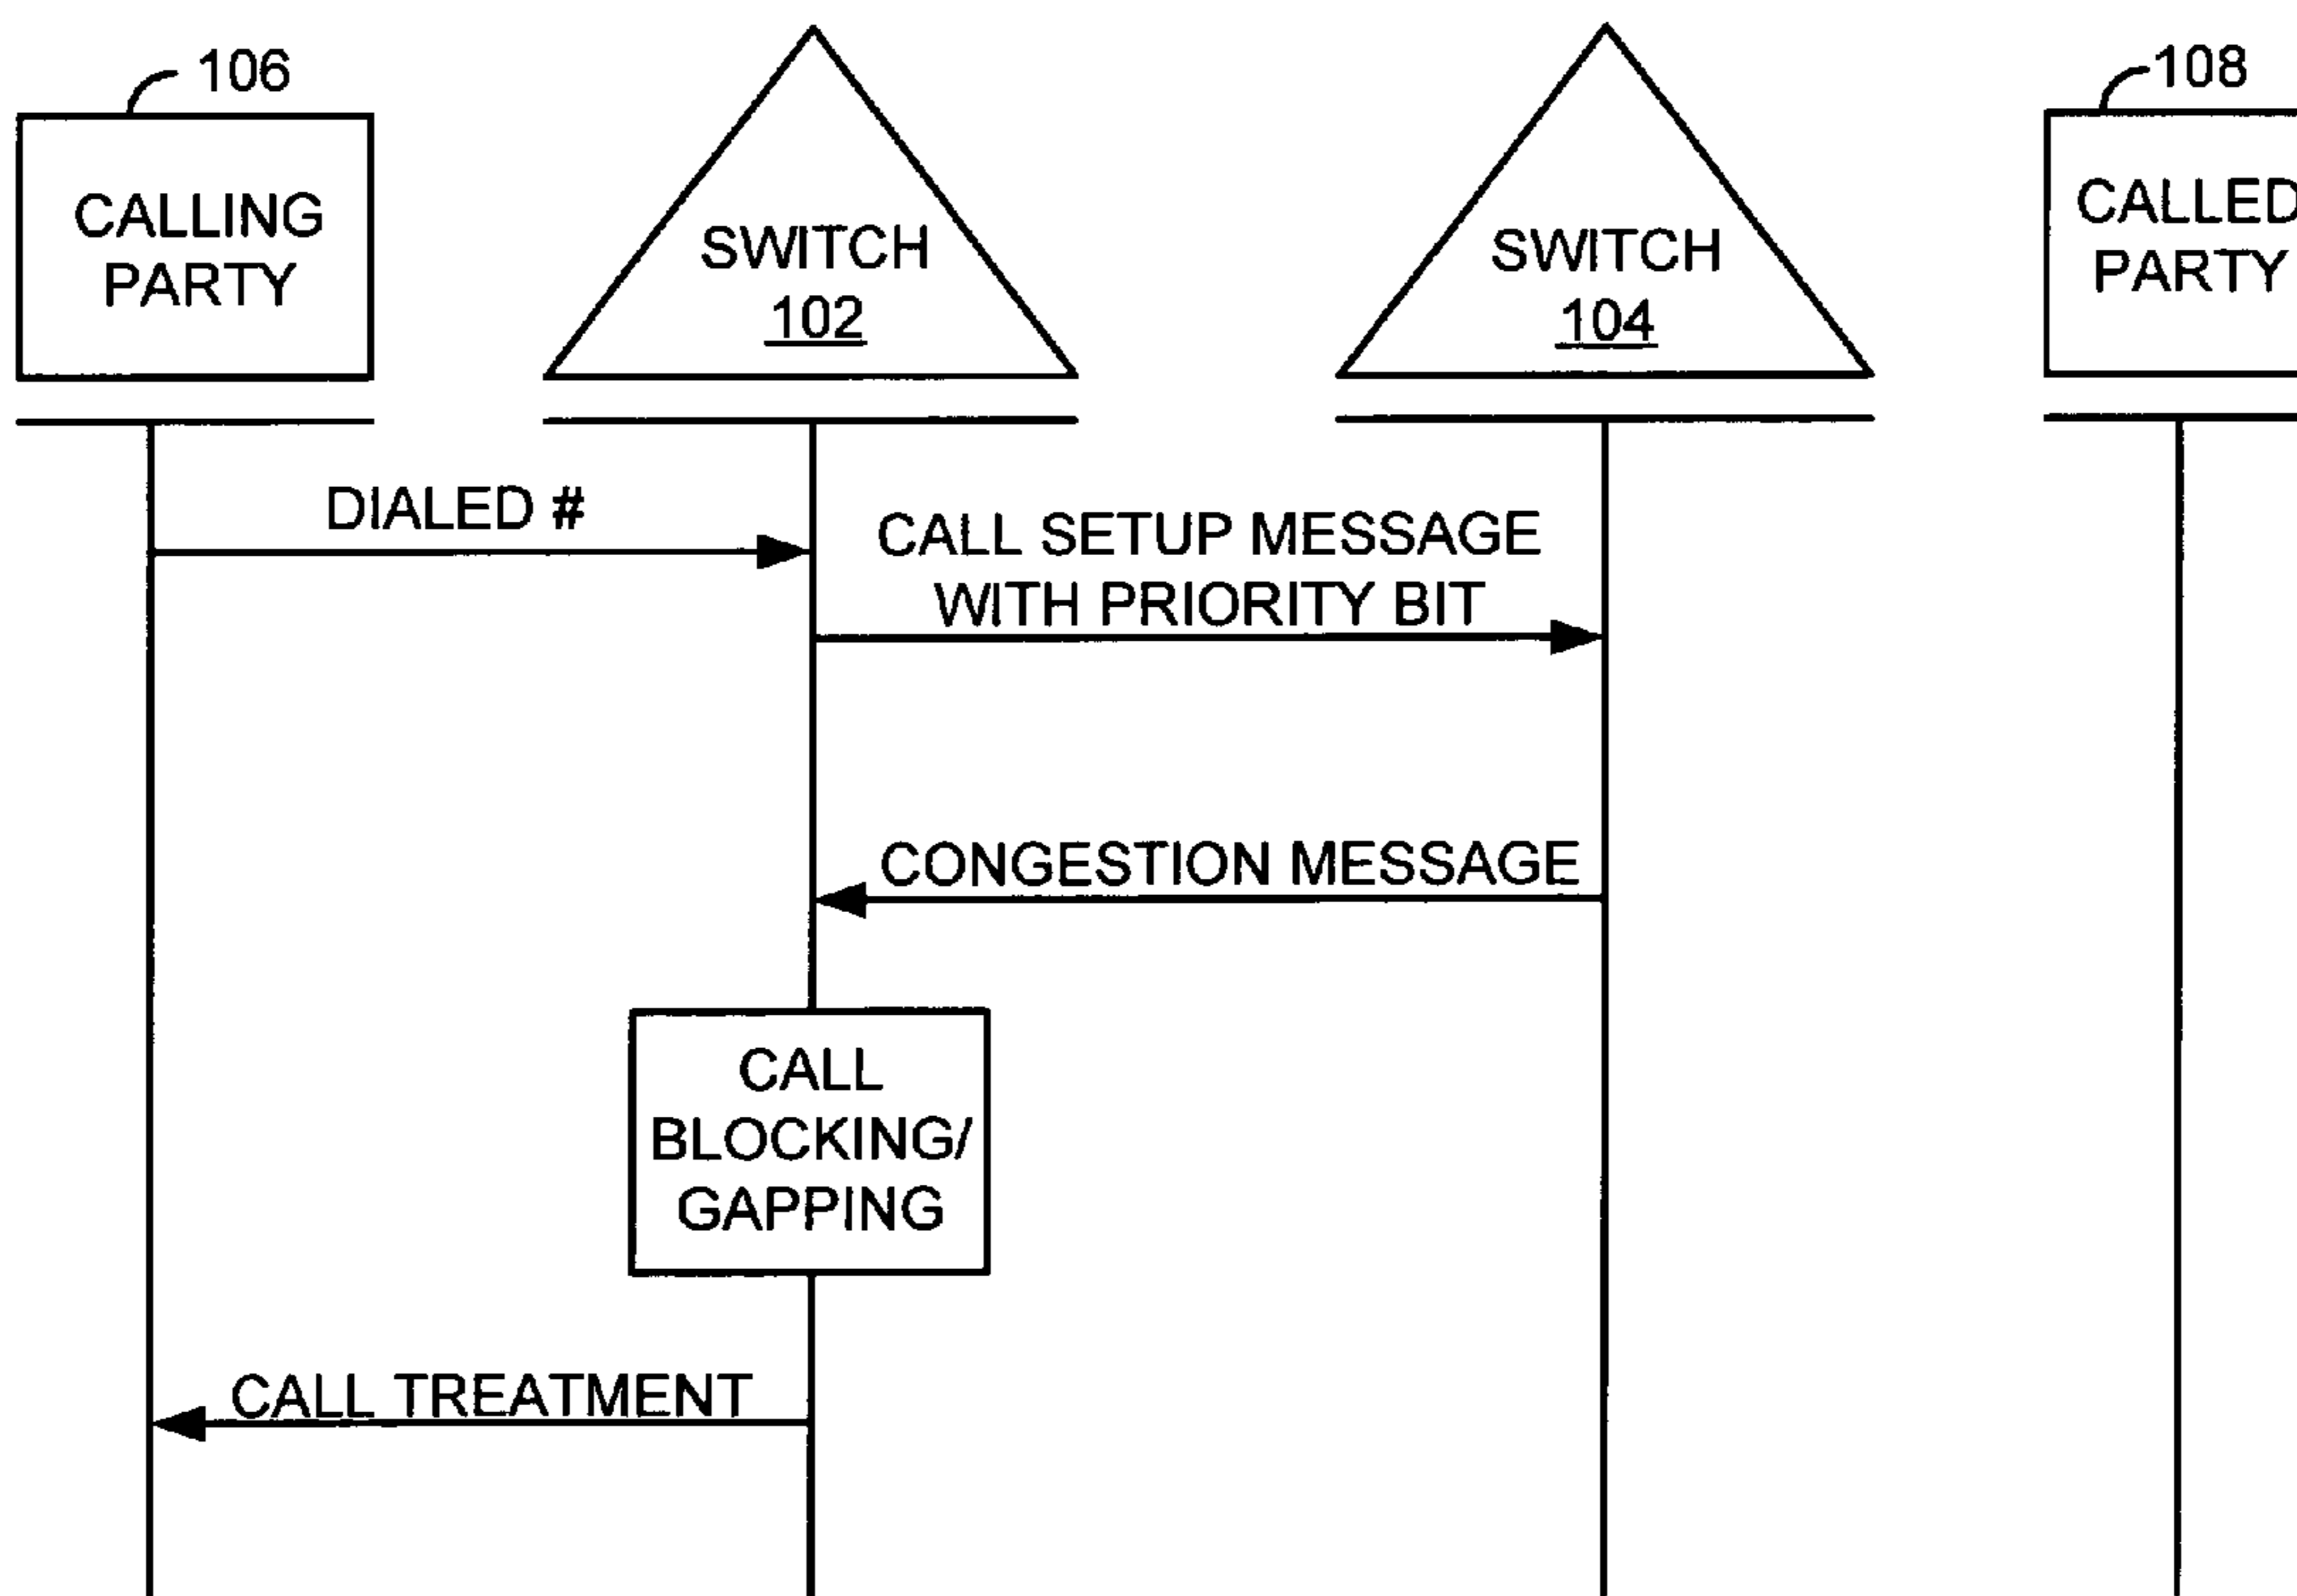 106
CALLING
PARTY
SWITCH
102
SWITCH
104
108
CALLED
PARTY
DIALED #
CALL SETUP MESSAGE
WITH PRIORITY BIT
CONGESTION MESSAGE
CALL
BLOCKING/
GAPPING
CALL TREATMENT